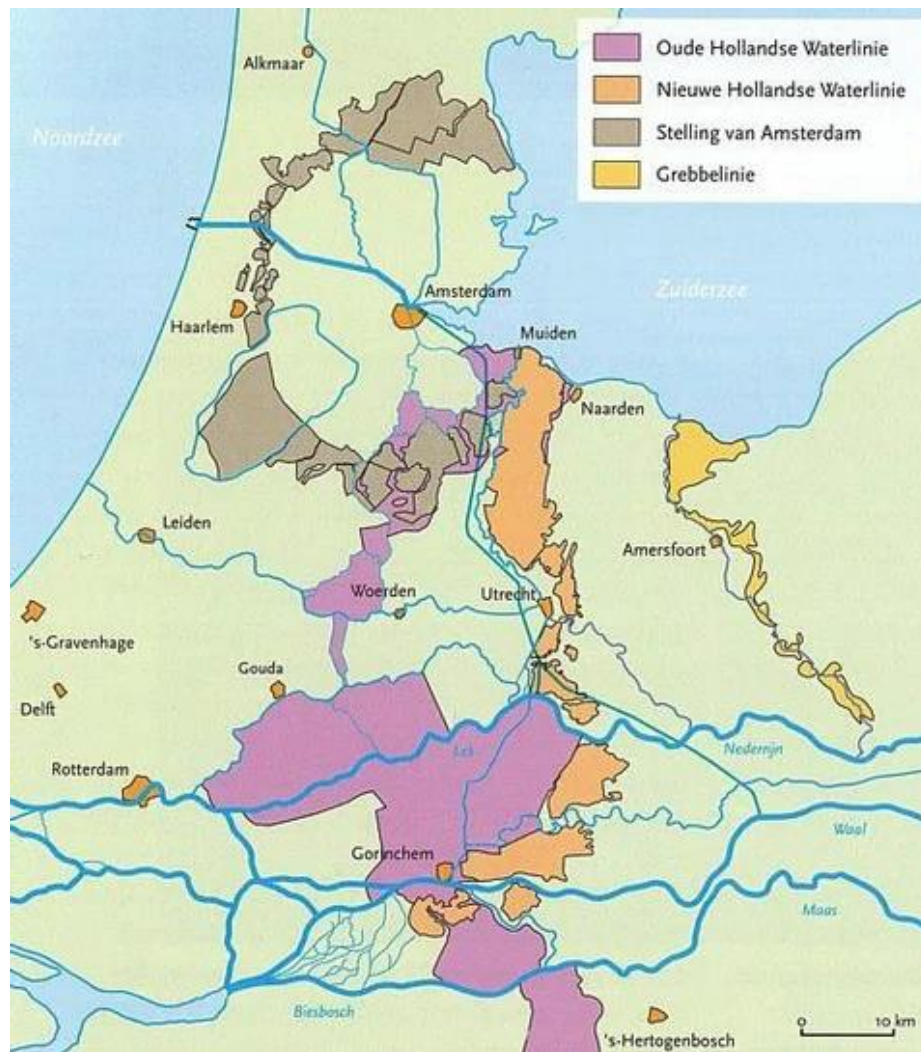 Oude Hollandse Waterlinie
Nieuwe Hollandse Waterlinie
Stelling van Amsterdam
Grebbelinie
Alkmaar
Noordzee
Zuiderzee
Amsterdam
Haarlem
Muiden
Naarden
Leiden
Amersfoort
Woerden
Utrecht
's-Gravenhage
Gouda
Delft
Lek
Nederrijn
Rotterdam
Waal
Gorinchem
Maas
Biesbosch
0 10 km
's-Hertogenbosch